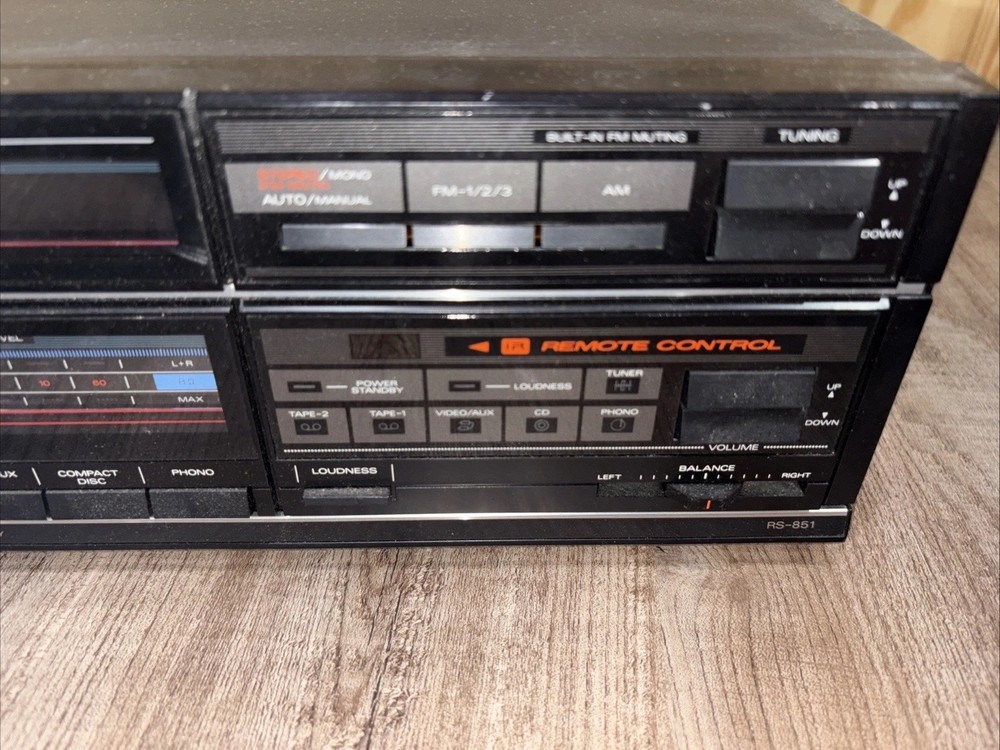 BUILT-IN FM MUTING TUNING
STEREO/MONO
AUTO/MANUAL
FM-1/2/3
AM
UP
DOWN
REMOTE CONTROL
POWER
STANDBY
LOUDNESS
TUNER
TAPE-2
TAPE-1
VIDEO/AUX
CD
PHONO
UP
DOWN
VOLUME
L+R
10 60
MAX
COMPACT
DISC
PHONO
LOUDNESS
LEFT
BALANCE
RIGHT
RS-851